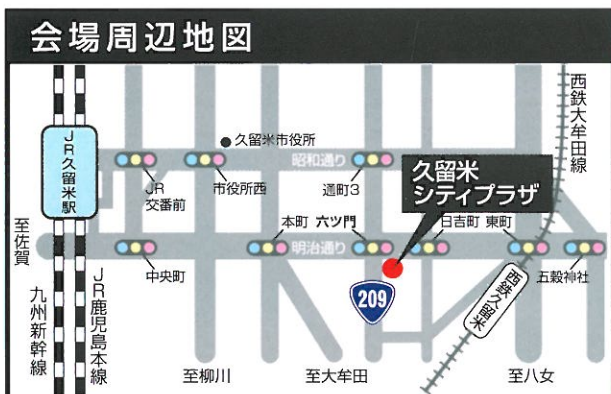 会場周辺地図
西鉄大牟田線
久留米市役所
昭和通り
JR久留米駅
JR
交番前
市役所西
通町3
久留米
シティプラザ
至佐賀
本町
六ツ門
明治通り
日吉町
東町
中央町
五穀神社
209
西鉄久留米
九州新幹線
JR鹿児島本線
至柳川
至大牟田
至八女